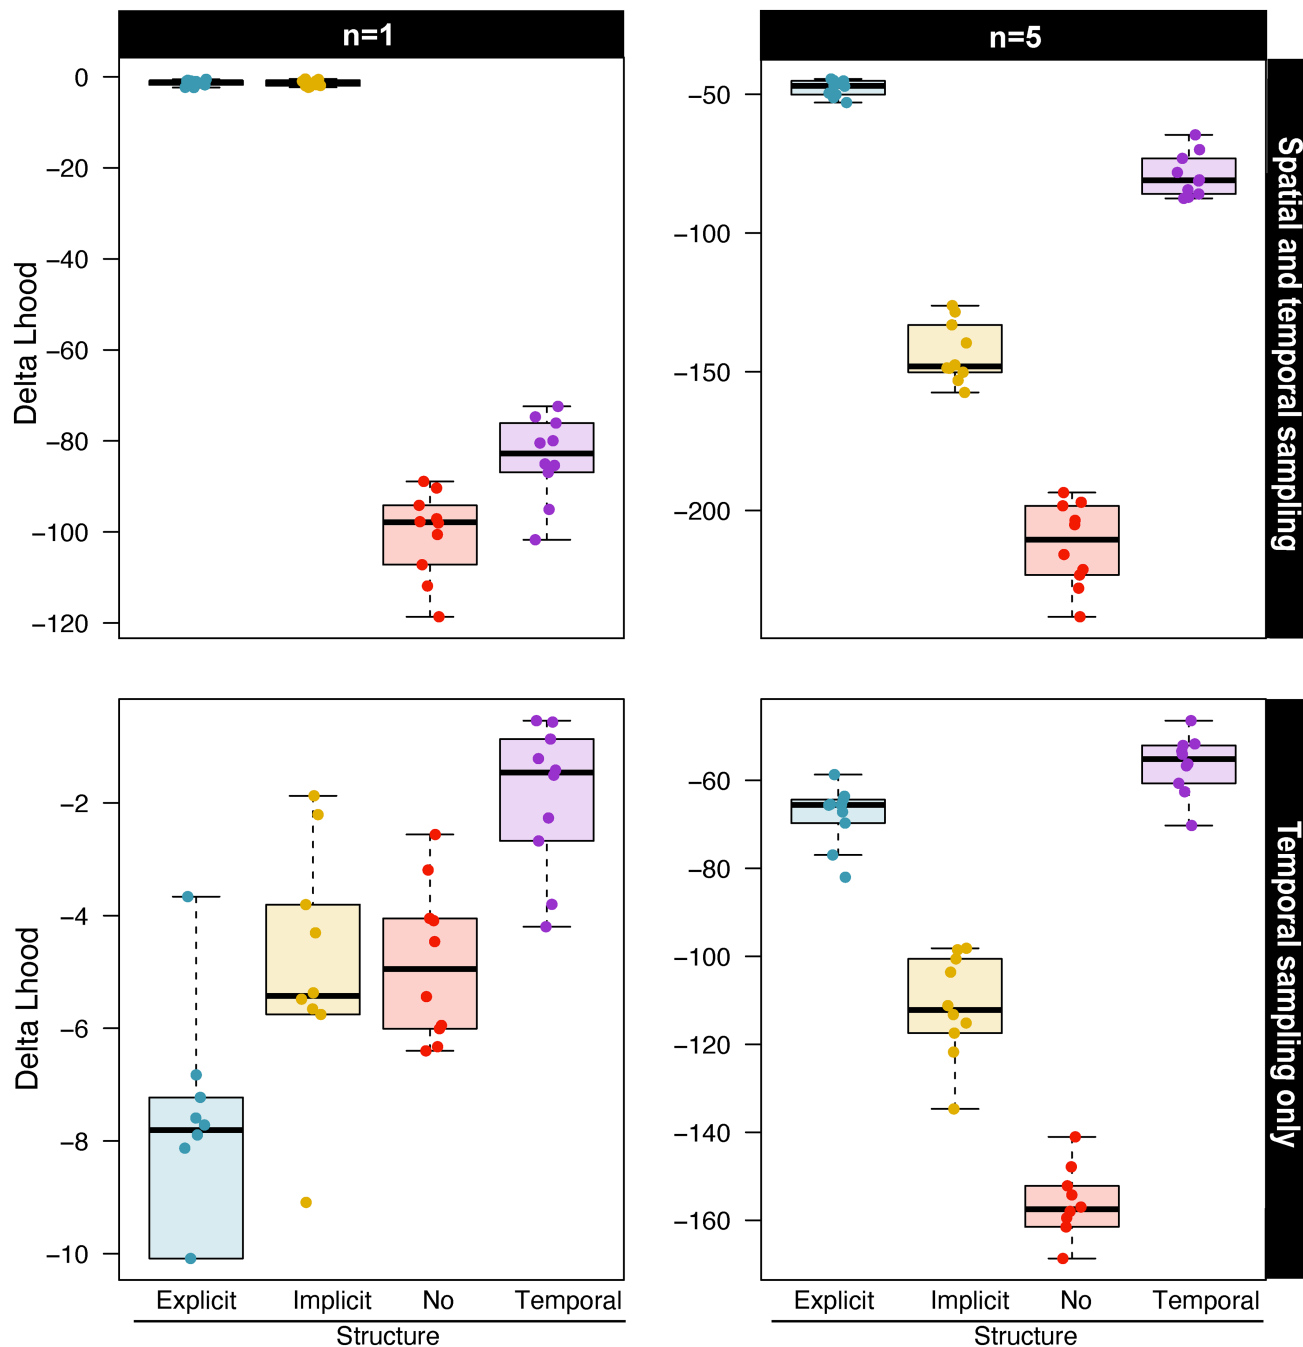 n=1
n=5
0
−20
−40
−60
−80
−100
−120
Delta Lhood
−50
−100
−150
−200
Spatial and temporal sampling
−2
−4
−6
−8
−10
Delta Lhood
−60
−80
−100
−120
−140
−160
Temporal sampling only
Explicit Implicit No Temporal
Structure
Explicit Implicit No Temporal
Structure